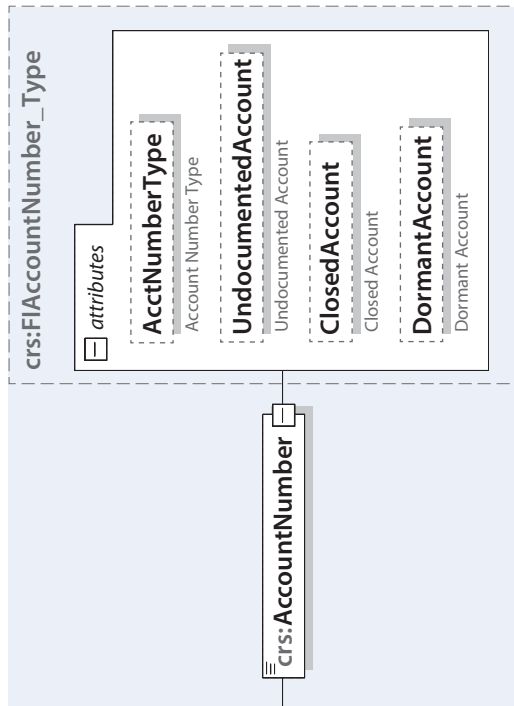 crs:FIAccountNumber_Type
attributes
AcctNumberType
Account Number Type
UndocumentedAccount
Undocumented Account
ClosedAccount
Closed Account
DormantAccount
Dormant Account
crs:AccountNumber